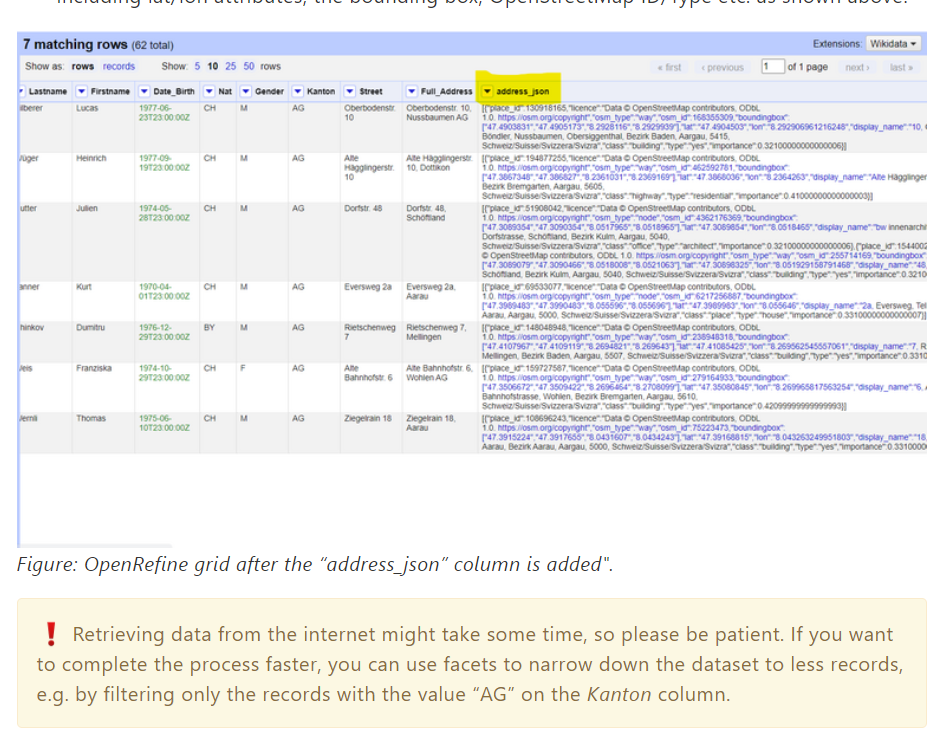 including lat/lon attributes, the bounding box, OpenStreetMap ID/Type etc. as shown above.
7 matching rows (62 total)
Extensions: Wikidata
Show as: rows records Show: 5 10 25 50 rows
« first ‹ previous 1 of 1 page next › last »
Lastname Firstname Date_Birth Nat Gender Kanton Street Full_Address address_json
ilberer Lucas 1977-06-23T23:00:00Z CH M AG Oberbodenstr. 10 Oberbodenstr. 10, Nussbaumen AG
[{"place_id":130918165,"licence":"Data © OpenStreetMap contributors, ODbL
1.0. https://osm.org/copyright","osm_type":"way","osm_id":168355309,"boundingbox":
["47.4903831","47.4905173","8.2928116","8.2929939"],"lat":"47.4904503","lon":"8.292906961216248","display_name":"10,
Böndler, Nussbaumen, Obersiggenthal, Bezirk Baden, Aargau, 5415,
Schweiz/Suisse/Svizzera/Svizra","class":"building","type":"yes","importance":0.32100000000000006}]
Heinrich 1977-09-19T23:00:00Z CH M AG Alte Hägglingerstr. 10 Alte Hägglingerstr. 10, Dottikon
[{"place_id":194877255,"licence":"Data © OpenStreetMap contributors, ODbL
1.0. https://osm.org/copyright","osm_type":"way","osm_id":462592781,"boundingbox":
["47.3867348","47.386827","8.2361031","8.2369169"],"lat":"47.3868036","lon":"8.2364263","display_name":"Alte Hägglinger
Bezirk Bremgarten, Aargau, 5605,
Schweiz/Suisse/Svizzera/Svizra","class":"highway","type":"residential","importance":0.41000000000000003}]
utter Julien 1974-05-28T23:00:00Z CH M AG Dorfstr. 48 Dorfstr. 48, Schöftland
[{"place_id":51908042,"licence":"Data © OpenStreetMap contributors, ODbL
1.0. https://osm.org/copyright","osm_type":"node","osm_id":4362176369,"boundingbox":
["47.3089354","47.3090354","8.0517965","8.0518965"],"lat":"47.3089854","lon":"8.0518465","display_name":"bw innenarchi
Dorfstrasse, Schöftland, Bezirk Kulm, Aargau, 5040,
Schweiz/Suisse/Svizzera/Svizra","class":"office","type":"architect","importance":0.32100000000000006},{"place_id":1544002
© OpenStreetMap contributors, ODbL 1.0. https://osm.org/copyright","osm_type":"way","osm_id":255714169,"boundingbox"
["47.3089079","47.3090466","8.0518008","8.0521063"],"lat":"47.30898325","lon":"8.051929158791468","display_name":"48,
Schöftland, Bezirk Kulm, Aargau, 5040, Schweiz/Suisse/Svizzera/Svizra","class":"building","type":"yes","importance":0.3210
anner Kurt 1970-04-01T23:00:00Z CH M AG Eversweg 2a Eversweg 2a, Aarau
[{"place_id":69533077,"licence":"Data © OpenStreetMap contributors, ODbL
1.0. https://osm.org/copyright","osm_type":"node","osm_id":6217256887,"boundingbox":
["47.3989483","47.3990483","8.055596","8.055696"],"lat":"47.3989983","lon":"8.055646","display_name":"2a, Eversweg, Tel
Aarau, Aargau, 5000, Schweiz/Suisse/Svizzera/Svizra","class":"place","type":"house","importance":0.33100000000000007}]
hinkov Dumitru 1976-12-29T23:00:00Z BY M AG Rietschenweg 7 Rietschenweg 7, Mellingen
[{"place_id":148048948,"licence":"Data © OpenStreetMap contributors, ODbL
1.0. https://osm.org/copyright","osm_type":"way","osm_id":238948318,"boundingbox":
["47.4107967","47.4109119","8.2694821","8.269643"],"lat":"47.41085425","lon":"8.269562545557061","display_name":"7, R
Mellingen, Bezirk Baden, Aargau, 5507, Schweiz/Suisse/Svizzera/Svizra","class":"building","type":"yes","importance":0.3310
Franziska 1974-10-29T23:00:00Z CH F AG Alte Bahnhofstr. 6 Alte Bahnhofstr. 6, Wohlen AG
[{"place_id":159727587,"licence":"Data © OpenStreetMap contributors, ODbL
1.0. https://osm.org/copyright","osm_type":"way","osm_id":279164933,"boundingbox":
["47.3506672","47.3509422","8.2696464","8.2708099"],"lat":"47.35080845","lon":"8.269965817563254","display_name":"6,
Bahnhofstrasse, Wohlen, Bezirk Bremgarten, Aargau, 5610,
Schweiz/Suisse/Svizzera/Svizra","class":"building","type":"yes","importance":0.42099999999999993}]
Thomas 1975-06-10T23:00:00Z CH M AG Ziegelrain 18 Ziegelrain 18, Aarau
[{"place_id":108696243,"licence":"Data © OpenStreetMap contributors, ODbL
1.0. https://osm.org/copyright","osm_type":"way","osm_id":75223473,"boundingbox":
["47.3915224","47.3917655","8.0431607","8.0434243"],"lat":"47.39168815","lon":"8.043263249951803","display_name":"18,
Aarau, Bezirk Aarau, Aargau, 5000, Schweiz/Suisse/Svizzera/Svizra","class":"building","type":"yes","importance":0.331000
Figure: OpenRefine grid after the “address_json” column is added".
❗ Retrieving data from the internet might take some time, so please be patient. If you want
to complete the process faster, you can use facets to narrow down the dataset to less records,
e.g. by filtering only the records with the value “AG” on the Kanton column.